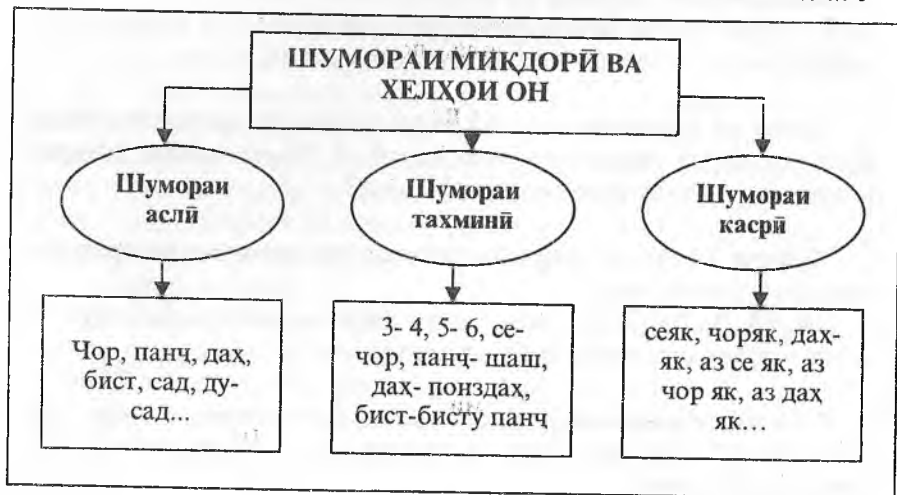 ШУМОРАИ МИҚДОРӢ ВА
ХЕЛҲОИ ОН
Шумораи
аслӣ
Шумораи
тахминӣ
Шумораи
касрӣ
Чор, панҷ, даҳ,
бист, сад, ду-
сад...
3- 4, 5- 6, се-
чор, панҷ- шаш,
даҳ- понздаҳ,
бист-бисту панҷ
сеяк, чоряк, даҳ-
як, аз се як, аз
чор як, аз даҳ
як...